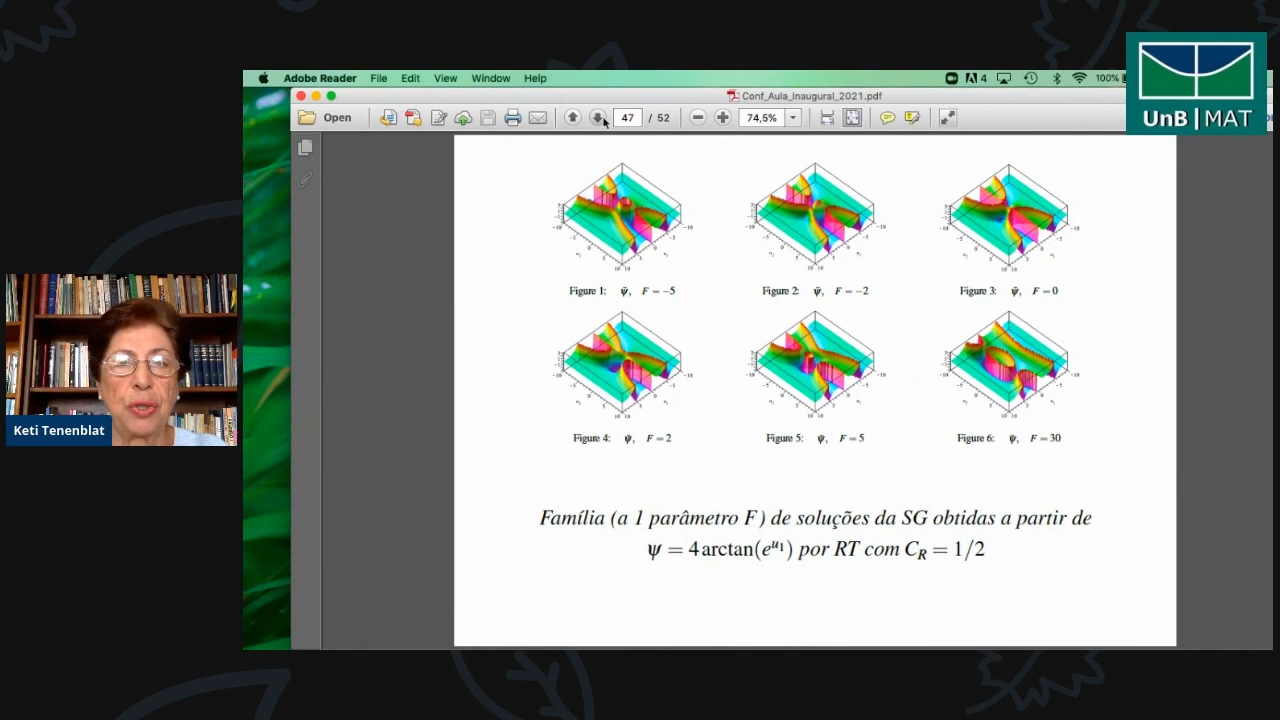 Adobe Reader File Edit View Window Help
4 100%
Conf_Aula_Inaugural_2021.pdf
Open 47 / 52 74,5%
UnB | MAT
Figure 1: ψ̃, F = −5
Figure 2: ψ̃, F = −2
Figure 3: ψ̃, F = 0
Figure 4: ψ̃, F = 2
Figure 5: ψ̃, F = 5
Figure 6: ψ̃, F = 30
Família (a 1 parâmetro F) de soluções da SG obtidas a partir de
ψ = 4 arctan(e^{u₁}) por RT com C_R = 1/2
Keti Tenenblat